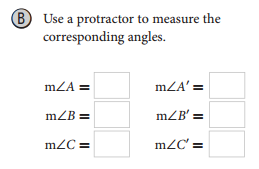 B Use a protractor to measure the
corresponding angles.
m∠A = m∠A′ =
m∠B = m∠B′ =
m∠C = m∠C′ =